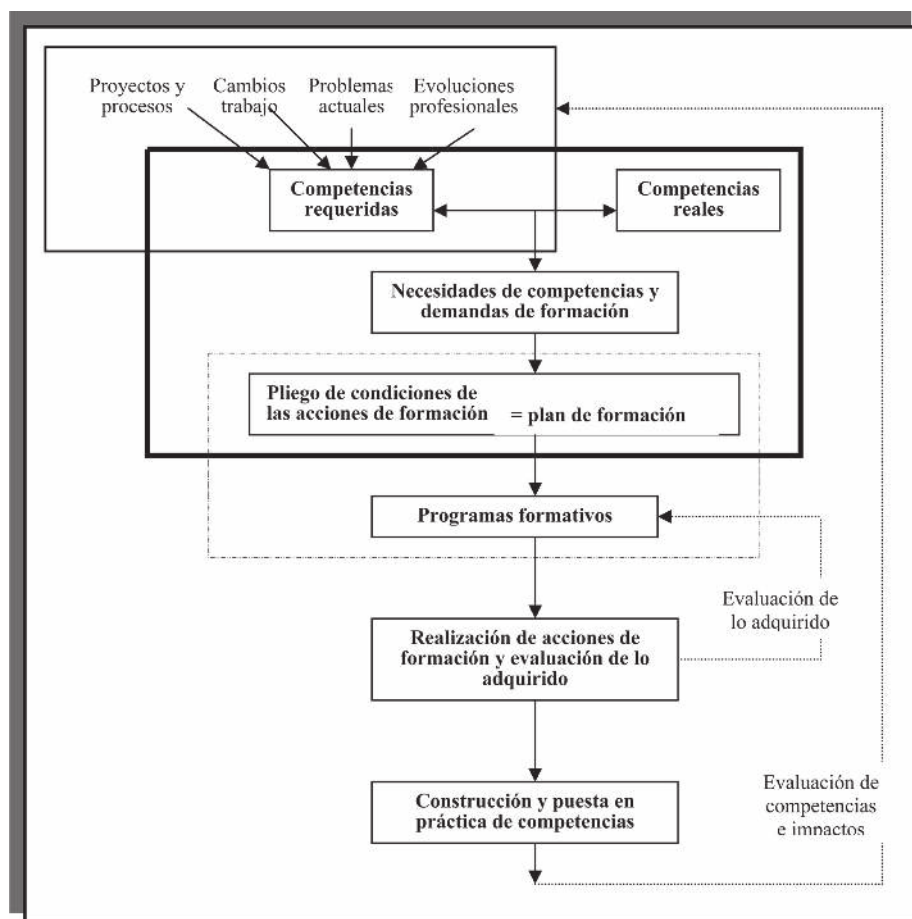 Proyectos y
procesos
Cambios
trabajo
Problemas
actuales
Evoluciones
profesionales
Competencias
requeridas
Competencias
reales
Necesidades de competencias y
demandas de formación
Pliego de condiciones de
las acciones de formación = plan de formación
Programas formativos
Evaluación de
lo adquirido
Realización de acciones de
formación y evaluación de lo
adquirido
Construcción y puesta en
práctica de competencias
Evaluación de
competencias
e impactos